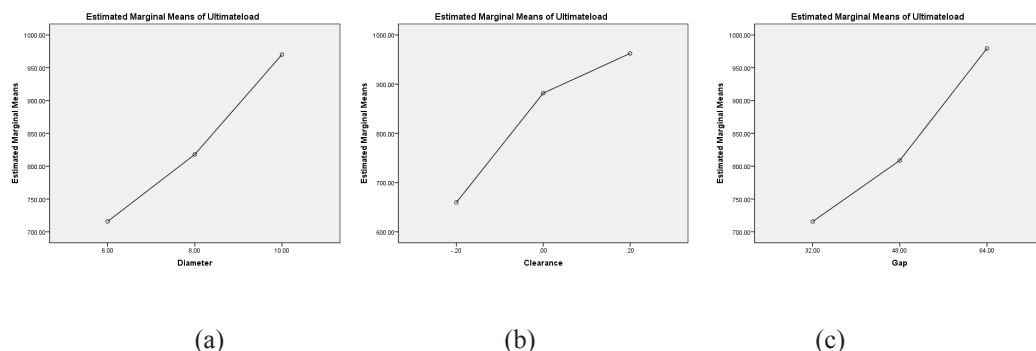 Estimated Marginal Means of Ultimateload
Estimated Marginal Means
1000.00
950.00
900.00
850.00
800.00
750.00
700.00
6.00 8.00 10.00
Diameter
(a)
Estimated Marginal Means of Ultimateload
Estimated Marginal Means
1000.00
900.00
800.00
700.00
600.00
-.20 .00 .20
Clearance
(b)
Estimated Marginal Means of Ultimateload
Estimated Marginal Means
1000.00
950.00
900.00
850.00
800.00
750.00
700.00
32.00 48.00 64.00
Gap
(c)